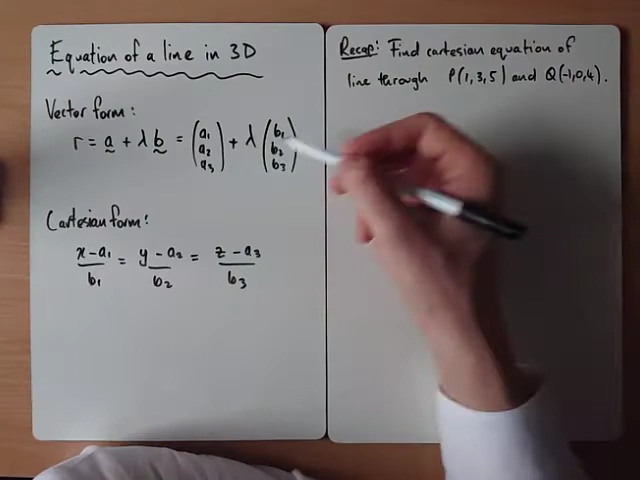 Equation of a line in 3D
Vector form:
r = a + λ b = (a₁ a₂ a₃) + λ (b₁ b₂ b₃)
Cartesian form:
x - a₁ / b₁ = y - a₂ / b₂ = z - a₃ / b₃
Recap: Find cartesian equation of
line through P(1,3,5) and Q(-1,0,4).